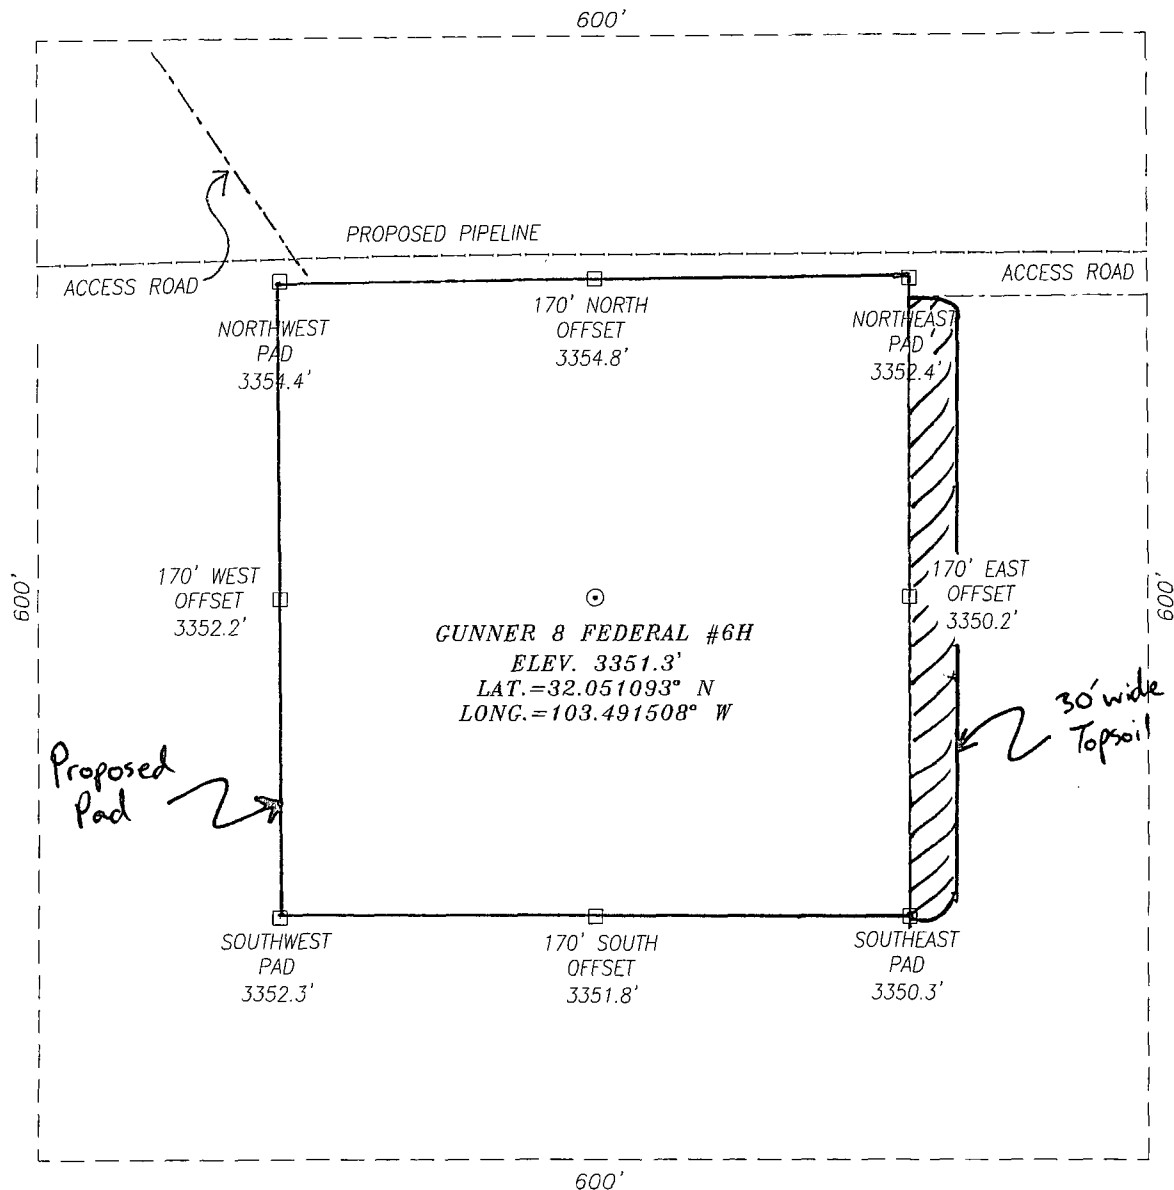 600'
PROPOSED PIPELINE
ACCESS ROAD
ACCESS ROAD
NORTHWEST
PAD
3354.4'
170' NORTH
OFFSET
3354.8'
NORTHEAST
PAD
3352.4'
600'
170' WEST
OFFSET
3352.2'
GUNNER 8 FEDERAL #6H
ELEV. 3351.3'
LAT.=32.051093° N
LONG.=103.491508° W
170' EAST
OFFSET
3350.2'
600'
30' wide
Topsoil
Proposed
Pad
SOUTHWEST
PAD
3352.3'
170' SOUTH
OFFSET
3351.8'
SOUTHEAST
PAD
3350.3'
600'